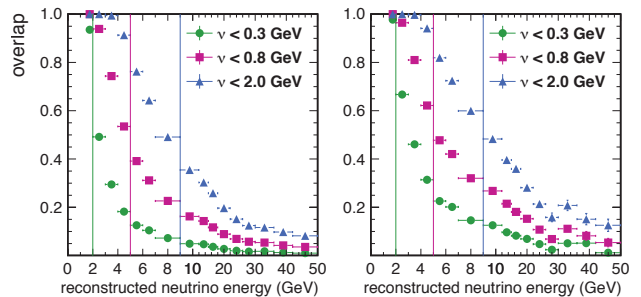 overlap
1.0
0.8
0.6
0.4
0.2
ν < 0.3 GeV
ν < 0.8 GeV
ν < 2.0 GeV
0 2 4 6 8 10 20 30 40 50
reconstructed neutrino energy (GeV)
1.0
0.8
0.6
0.4
0.2
ν < 0.3 GeV
ν < 0.8 GeV
ν < 2.0 GeV
0 2 4 6 8 10 20 30 40 50
reconstructed neutrino energy (GeV)